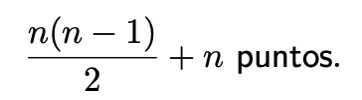 n(n − 1)/2 + n puntos.